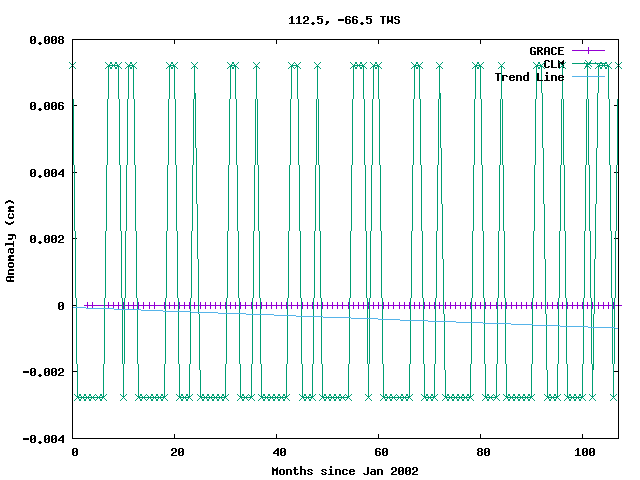 112.5, -66.5 TWS
0.008
GRACE
CLM
Trend Line
0.006
0.004
0.002
0
-0.002
-0.004
Anomaly (cm)
0 20 40 60 80 100
Months since Jan 2002